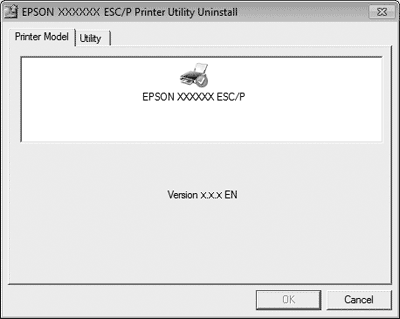 EPSON XXXXXX ESC/P Printer Utility Uninstall
Printer Model
Utility
EPSON XXXXXX ESC/P
Version x.x.x EN
OK
Cancel